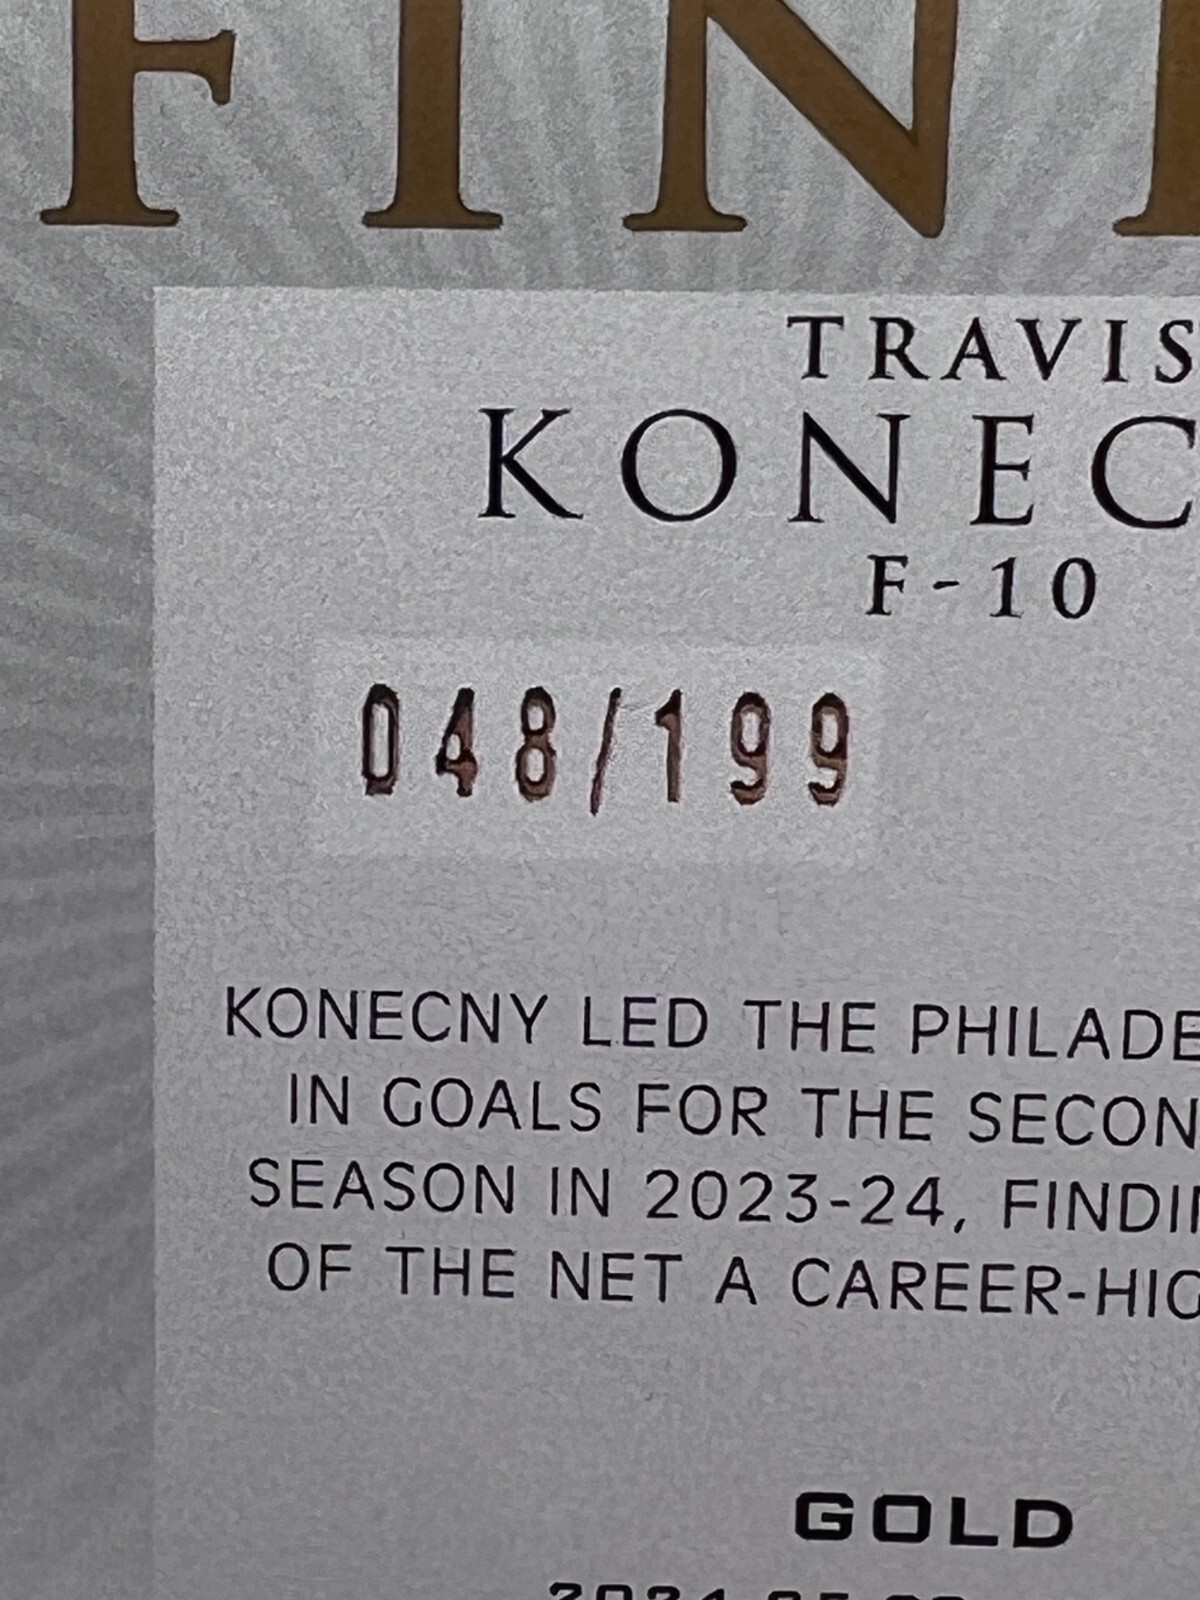 FIN
TRAVIS
KONEC
F-10
048/199
KONECNY LED THE PHILADE
IN GOALS FOR THE SECON
SEASON IN 2023-24, FINDI
OF THE NET A CAREER-HIG
GOLD